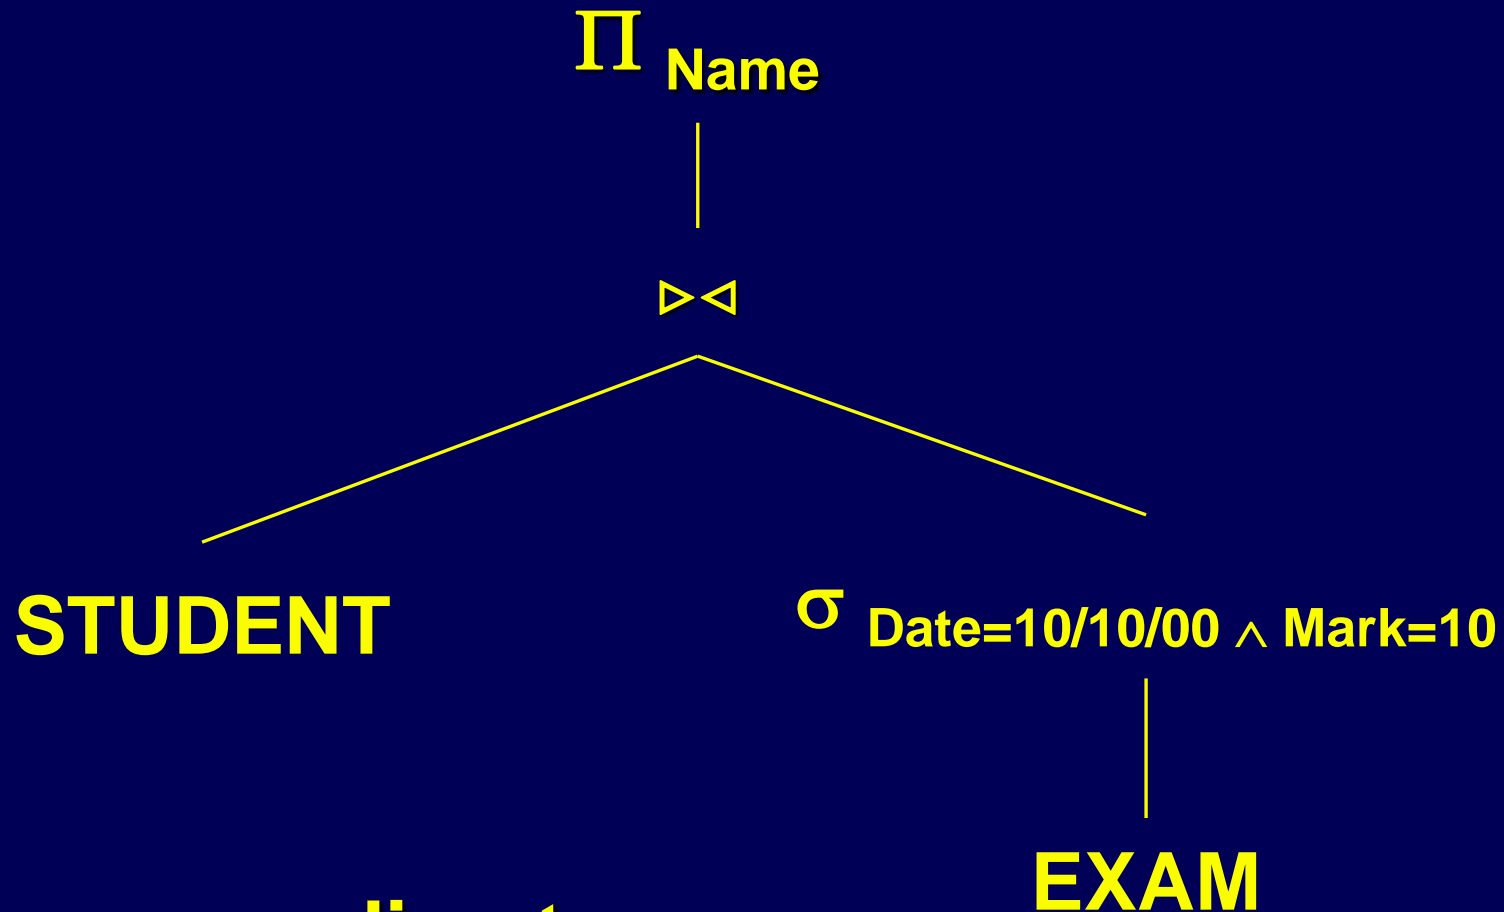 Π Name
▷◁
STUDENT
σ Date=10/10/00 ∧ Mark=10
EXAM